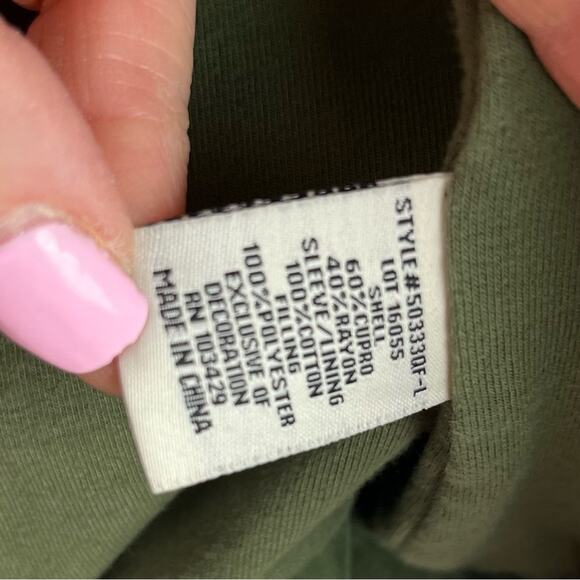 STYLE#50333QF-L
LOT 16055
SHELL
60%CUPRO
40%RAYON
SLEEVE/LINING
100%COTTON
FILLING
100%POLYESTER
EXCLUSIVE OF
DECORATION
RN 103429
MADE IN CHINA